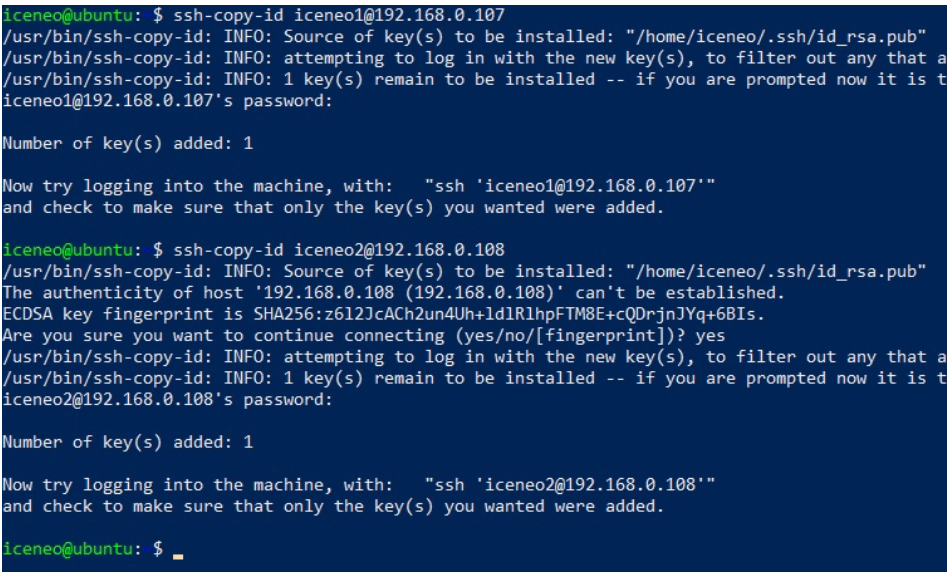 iceneo@ubuntu:~$ ssh-copy-id iceneo1@192.168.0.107
/usr/bin/ssh-copy-id: INFO: Source of key(s) to be installed: "/home/iceneo/.ssh/id_rsa.pub"
/usr/bin/ssh-copy-id: INFO: attempting to log in with the new key(s), to filter out any that a
/usr/bin/ssh-copy-id: INFO: 1 key(s) remain to be installed -- if you are prompted now it is t
iceneo1@192.168.0.107's password:
Number of key(s) added: 1
Now try logging into the machine, with:   "ssh 'iceneo1@192.168.0.107'"
and check to make sure that only the key(s) you wanted were added.
iceneo@ubuntu:~$ ssh-copy-id iceneo2@192.168.0.108
/usr/bin/ssh-copy-id: INFO: Source of key(s) to be installed: "/home/iceneo/.ssh/id_rsa.pub"
The authenticity of host '192.168.0.108 (192.168.0.108)' can't be established.
ECDSA key fingerprint is SHA256:z6l2JcACh2un4Uh+ldlRlhpFTM8E+cQDrjnJYq+6BIs.
Are you sure you want to continue connecting (yes/no/[fingerprint])? yes
/usr/bin/ssh-copy-id: INFO: attempting to log in with the new key(s), to filter out any that a
/usr/bin/ssh-copy-id: INFO: 1 key(s) remain to be installed -- if you are prompted now it is t
iceneo2@192.168.0.108's password:
Number of key(s) added: 1
Now try logging into the machine, with:   "ssh 'iceneo2@192.168.0.108'"
and check to make sure that only the key(s) you wanted were added.
iceneo@ubuntu:~$